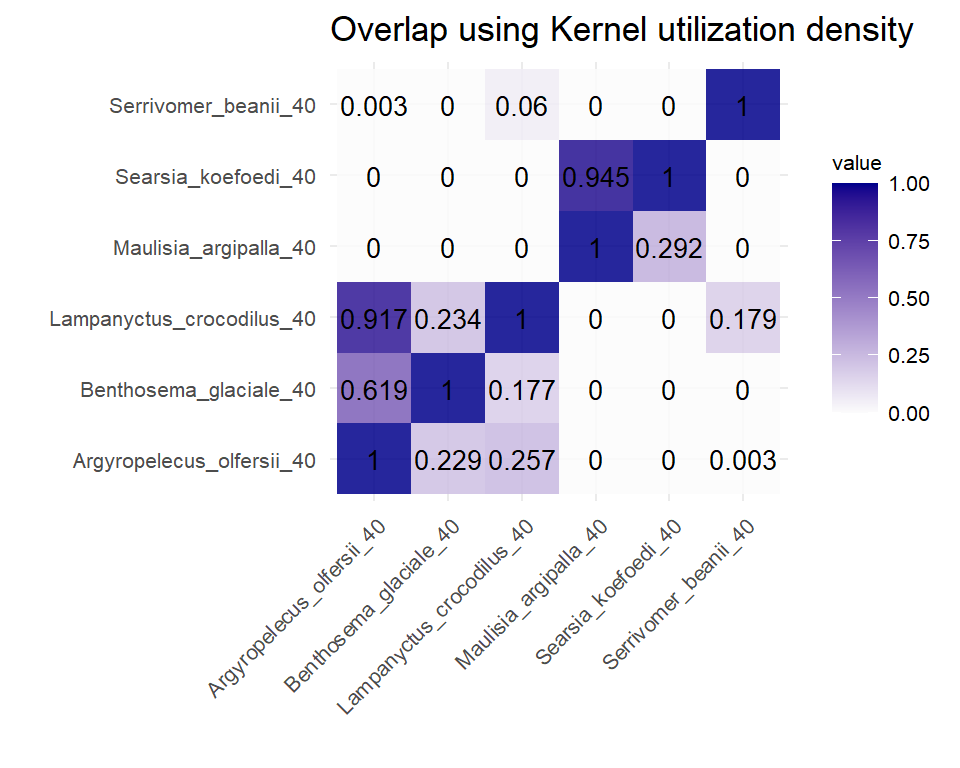 Overlap using Kernel utilization density
Serrivomer_beanii_40 0.003 0 0.06 0 0 1
Searsia_koefoedi_40 0 0 0 0.945 1 0
Maulisia_argipalla_40 0 0 0 1 0.292 0
Lampanyctus_crocodilus_40 0.917 0.234 1 0 0 0.179
Benthosema_glaciale_40 0.619 1 0.177 0 0 0
Argyropelecus_olfersii_40 1 0.229 0.257 0 0 0.003
Argyropelecus_olfersii_40
Benthosema_glaciale_40
Lampanyctus_crocodilus_40
Maulisia_argipalla_40
Searsia_koefoedi_40
Serrivomer_beanii_40
value
1.00
0.75
0.50
0.25
0.00